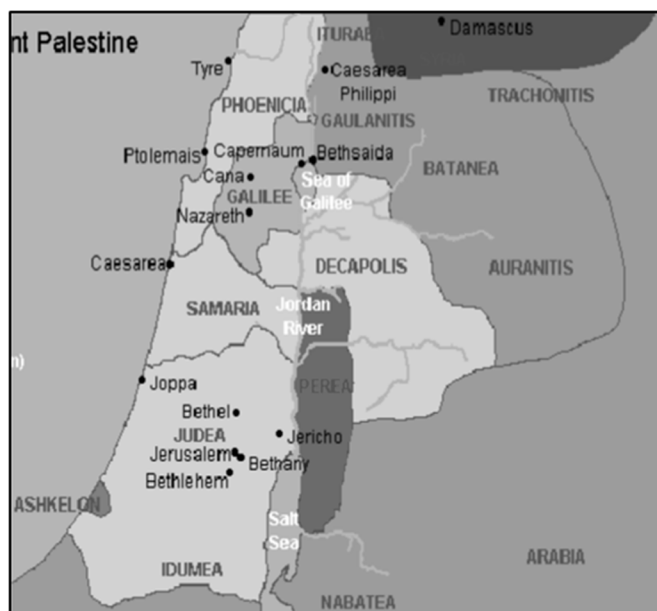 nt Palestine
ITURAE
Damascus
Tyre
Caesarea
Philippi
TRACHONITIS
PHOENICIA
GAULANITIS
Ptolemais
Capernaum
Bethsaida
BATANEA
Cana
Sea of
Galilee
GALILEE
Nazareth
Caesarea
DECAPOLIS
AURANITIS
SAMARIA
Jordan
River
n)
Joppa
PEREA
Bethel
JUDEA
Jericho
Jerusalem
Bethany
Bethlehem
ASHKELON
Salt
Sea
ARABIA
IDUMEA
NABATEA